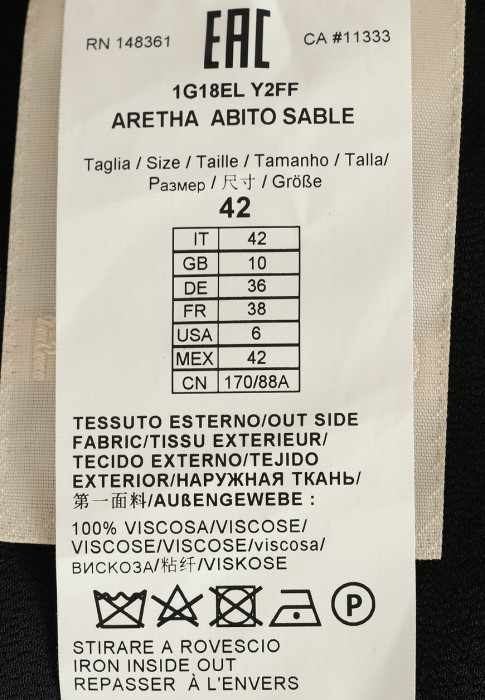 RN 148361 EAC CA #11333
1G18EL Y2FF
ARETHA ABITO SABLE
Taglia / Size / Taille / Tamanho / Talla/
Размер / 尺寸 / Größe
42
IT 42
GB 10
DE 36
FR 38
USA 6
MEX 42
CN 170/88A
TESSUTO ESTERNO/OUT SIDE
FABRIC/TISSU EXTERIEUR/
TECIDO EXTERNO/TEJIDO
EXTERIOR/НАРУЖНАЯ ТКАНЬ/
第一面料/AUßENGEWEBE :
100% VISCOSA/VISCOSE/
VISCOSE/VISCOSE/viscosa/
ВИСКОЗА/粘纤/VISKOSE
P
STIRARE A ROVESCIO
IRON INSIDE OUT
REPASSER À L'ENVERS